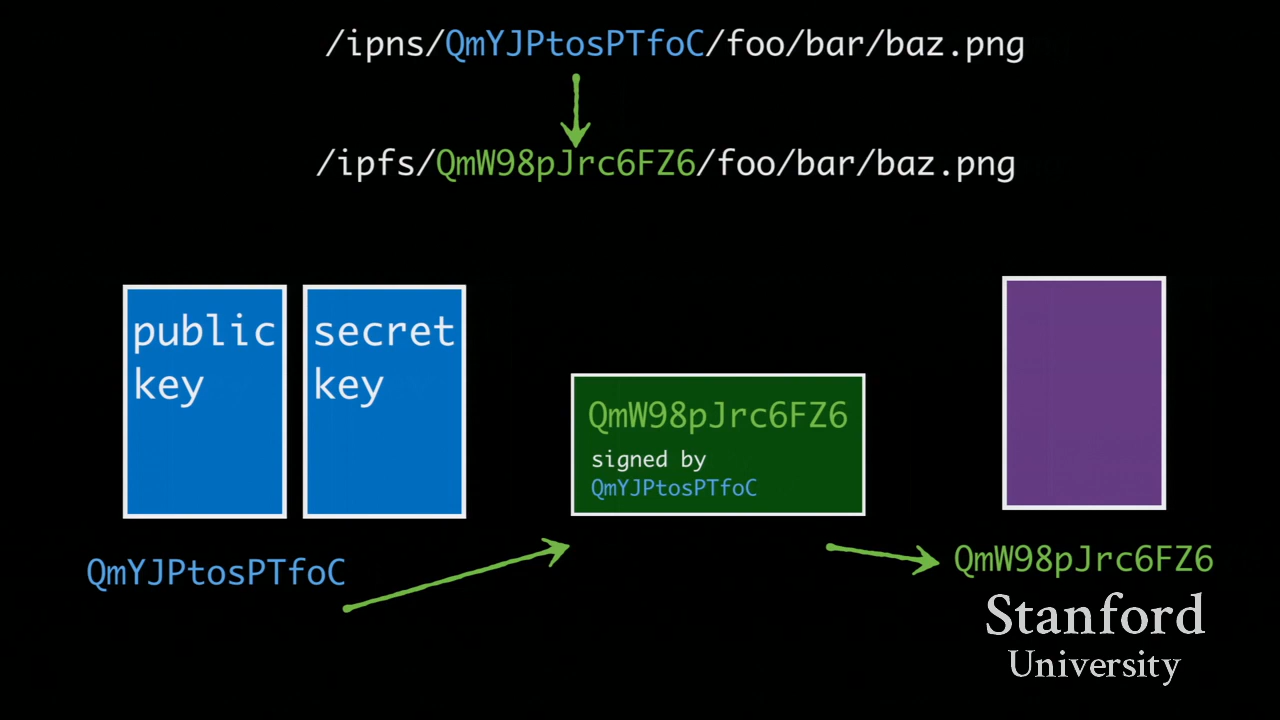 /ipns/QmYJPtosPTfoC/foo/bar/baz.png
/ipfs/QmW98pJrc6FZ6/foo/bar/baz.png
public
key
secret
key
QmW98pJrc6FZ6
signed by
QmYJPtosPTfoC
QmYJPtosPTfoC
QmW98pJrc6FZ6
Stanford
University